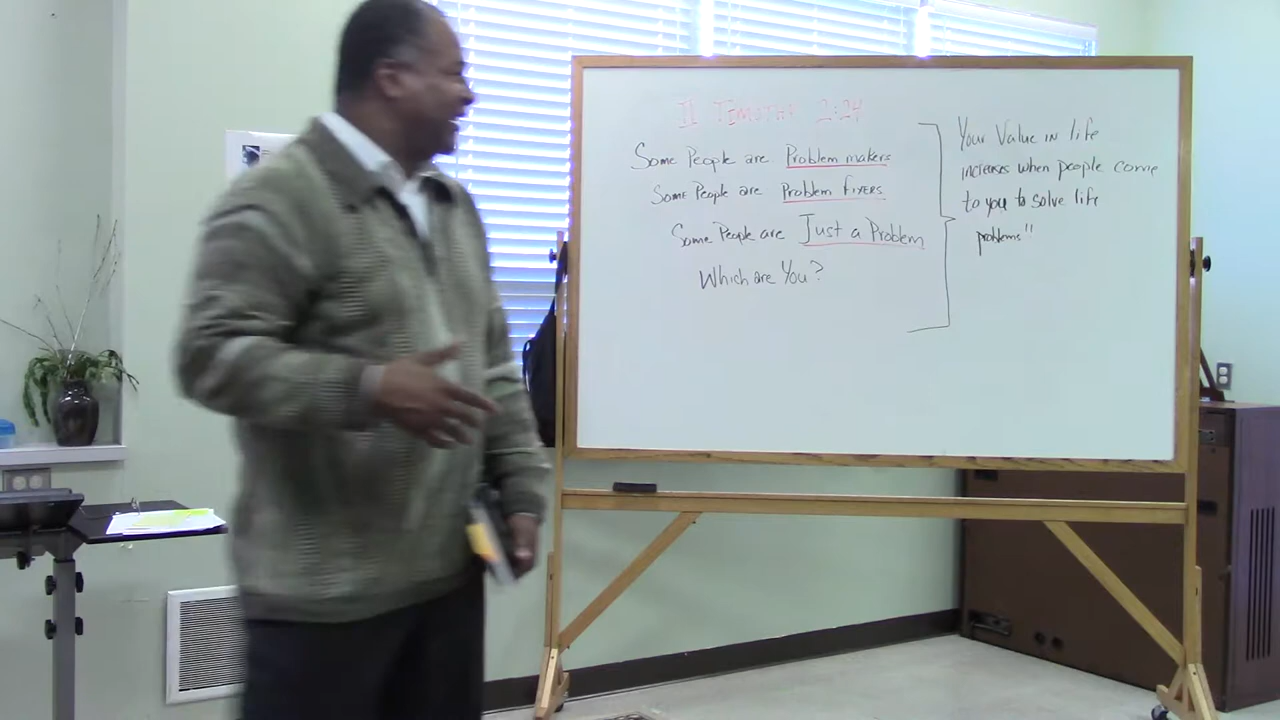 II TIMOTHY 2:24
Some People are Problem makers
Some People are Problem fixers
Some People are Just a Problem
Which are You?
Your Value in life
increases when people come
to you to solve life
problems!!